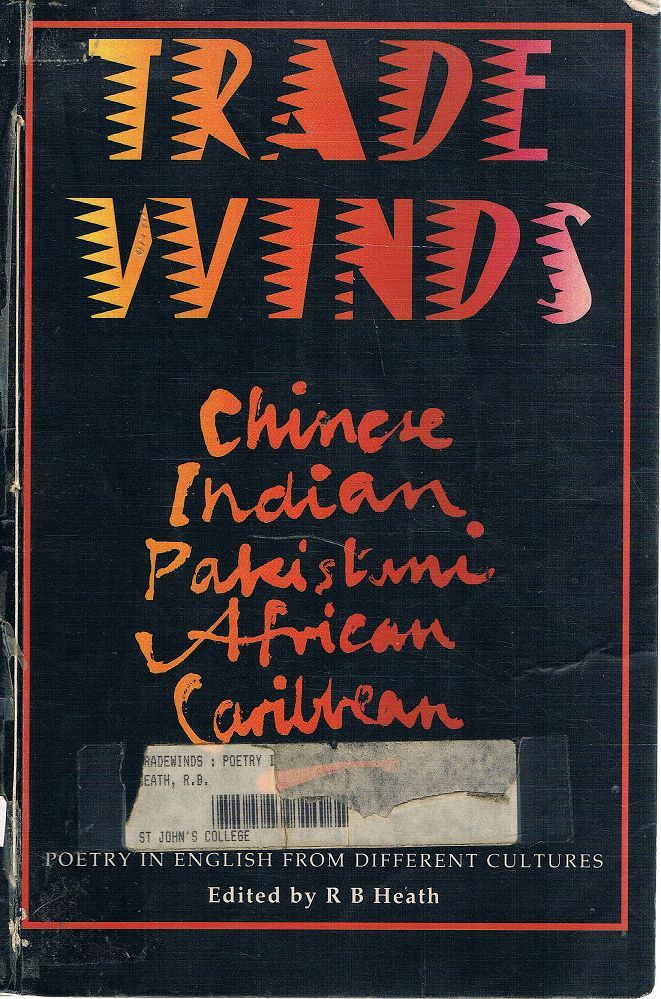 TRADE
WINDS
Chinese
Indian
Pakistani
African
Caribbean
RADEWINDS : POETRY I
EATH, R.B.
ST JOHN'S COLLEGE
POETRY IN ENGLISH FROM DIFFERENT CULTURES
Edited by R B Heath